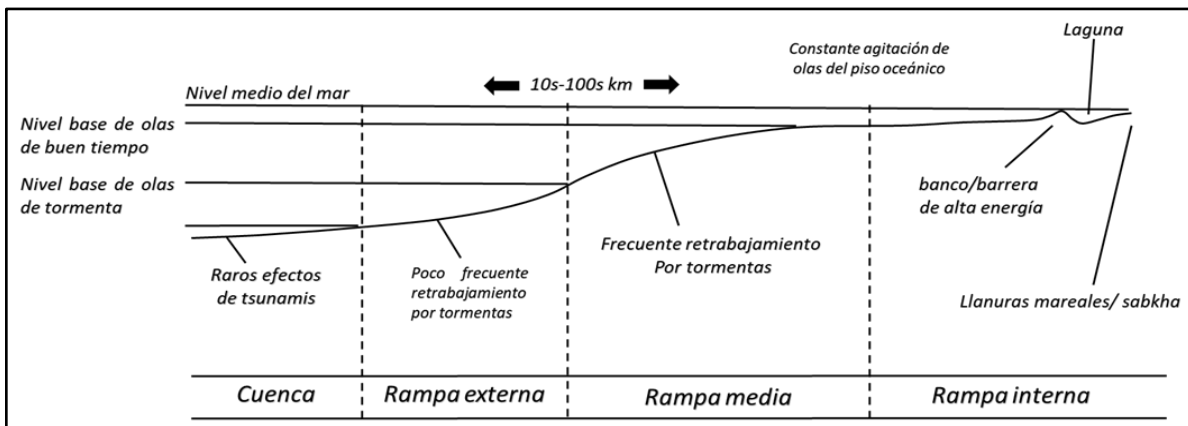 Laguna
Constante agitación de
olas del piso oceánico
10s-100s km
Nivel medio del mar
Nivel base de olas
de buen tiempo
Nivel base de olas
de tormenta
banco/barrera
de alta energía
Frecuente retrabajamiento
Por tormentas
Raros efectos
de tsunamis
Poco frecuente
retrabajamiento
por tormentas
Llanuras mareales/ sabkha
Cuenca
Rampa externa
Rampa media
Rampa interna